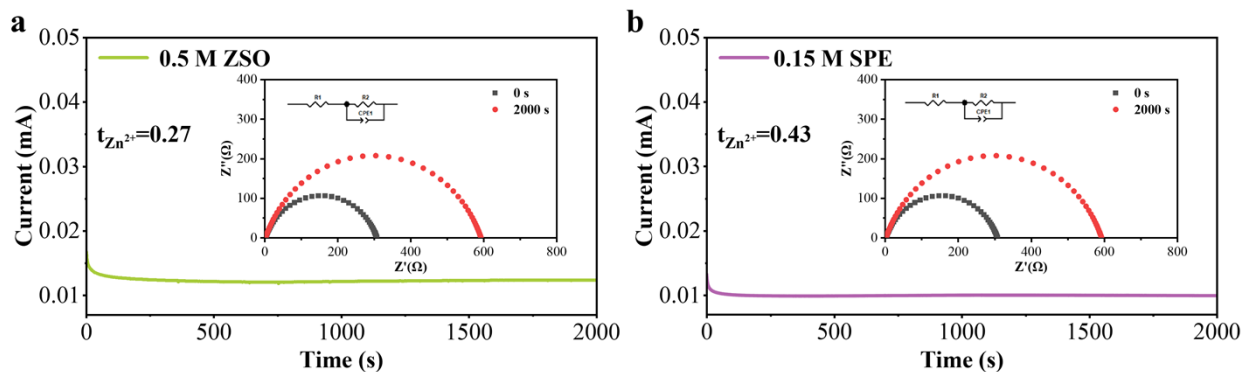 a
0.5 M ZSO
t_Zn²⁺=0.27
Current (mA)
0.05
0.04
0.03
0.02
0.01
0
500
1000
1500
2000
Time (s)
400
300
200
100
0
Z''(Ω)
R1
R2
CPE1
0 s
2000 s
0
200
400
600
800
Z'(Ω)
b
0.15 M SPE
t_Zn²⁺=0.43
Current (mA)
0.05
0.04
0.03
0.02
0.01
0
500
1000
1500
2000
Time (s)
400
300
200
100
0
Z''(Ω)
R1
R2
CPE1
0 s
2000 s
0
200
400
600
800
Z'(Ω)